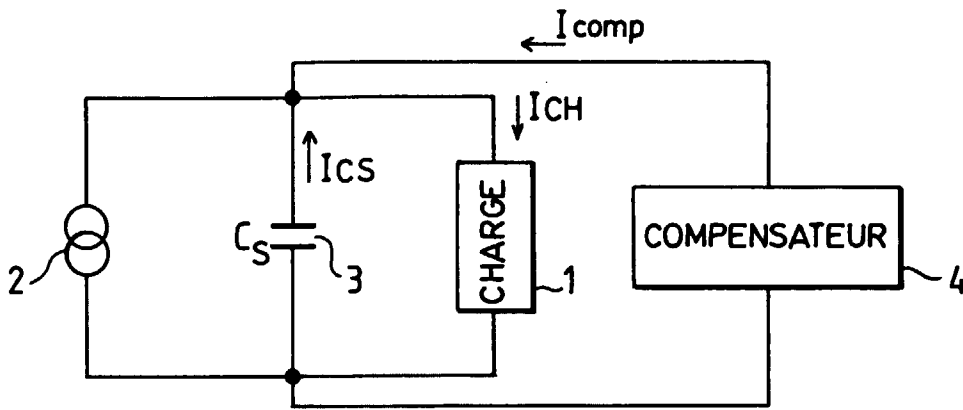 Icomp
ICH
ICS
CS
CHARGE
COMPENSATEUR
2
3
1
4